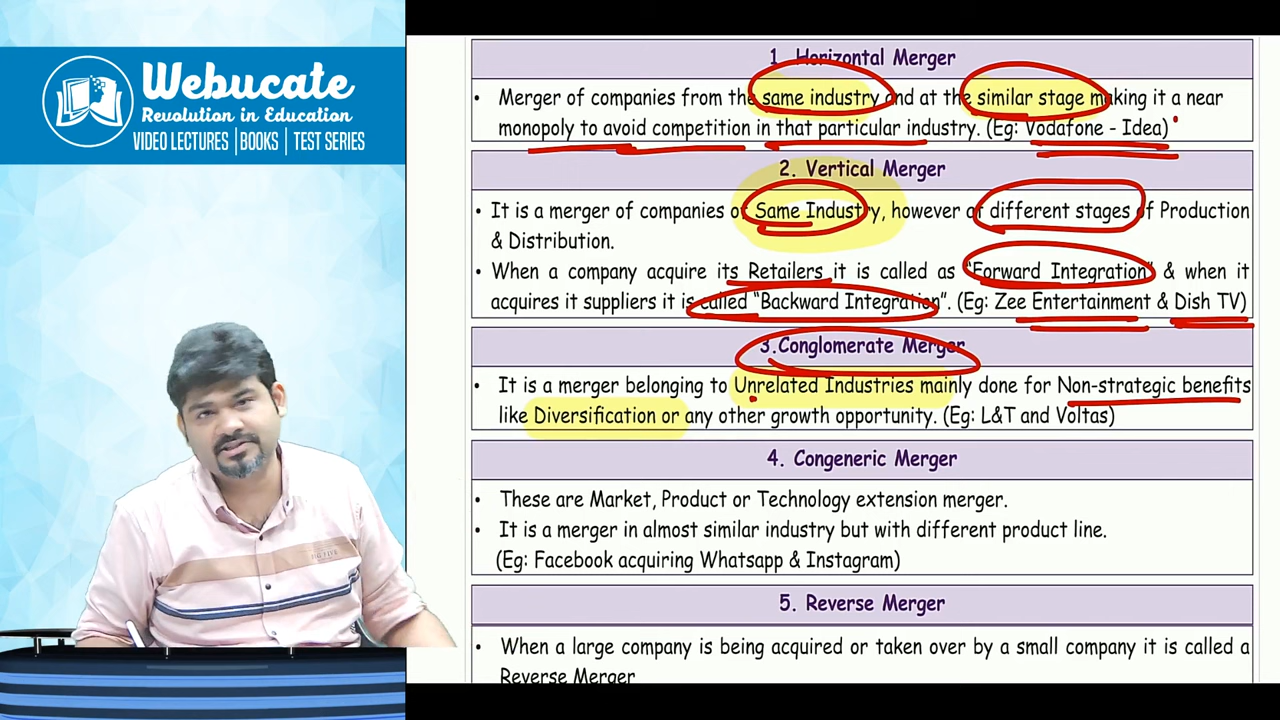 Webucate
Revolution in Education
VIDEO LECTURES | BOOKS | TEST SERIES
1. Horizontal Merger
• Merger of companies from the same industry and at the similar stage making it a near
monopoly to avoid competition in that particular industry. (Eg: Vodafone - Idea)
2. Vertical Merger
• It is a merger of companies of Same Industry, however at different stages of Production
& Distribution.
• When a company acquire its Retailers it is called as "Forward Integration" & when it
acquires it suppliers it is called "Backward Integration". (Eg: Zee Entertainment & Dish TV)
3.Conglomerate Merger
• It is a merger belonging to Unrelated Industries mainly done for Non-strategic benefits
like Diversification or any other growth opportunity. (Eg: L&T and Voltas)
4. Congeneric Merger
• These are Market, Product or Technology extension merger.
• It is a merger in almost similar industry but with different product line.
(Eg: Facebook acquiring Whatsapp & Instagram)
5. Reverse Merger
• When a large company is being acquired or taken over by a small company it is called a
Reverse Merger